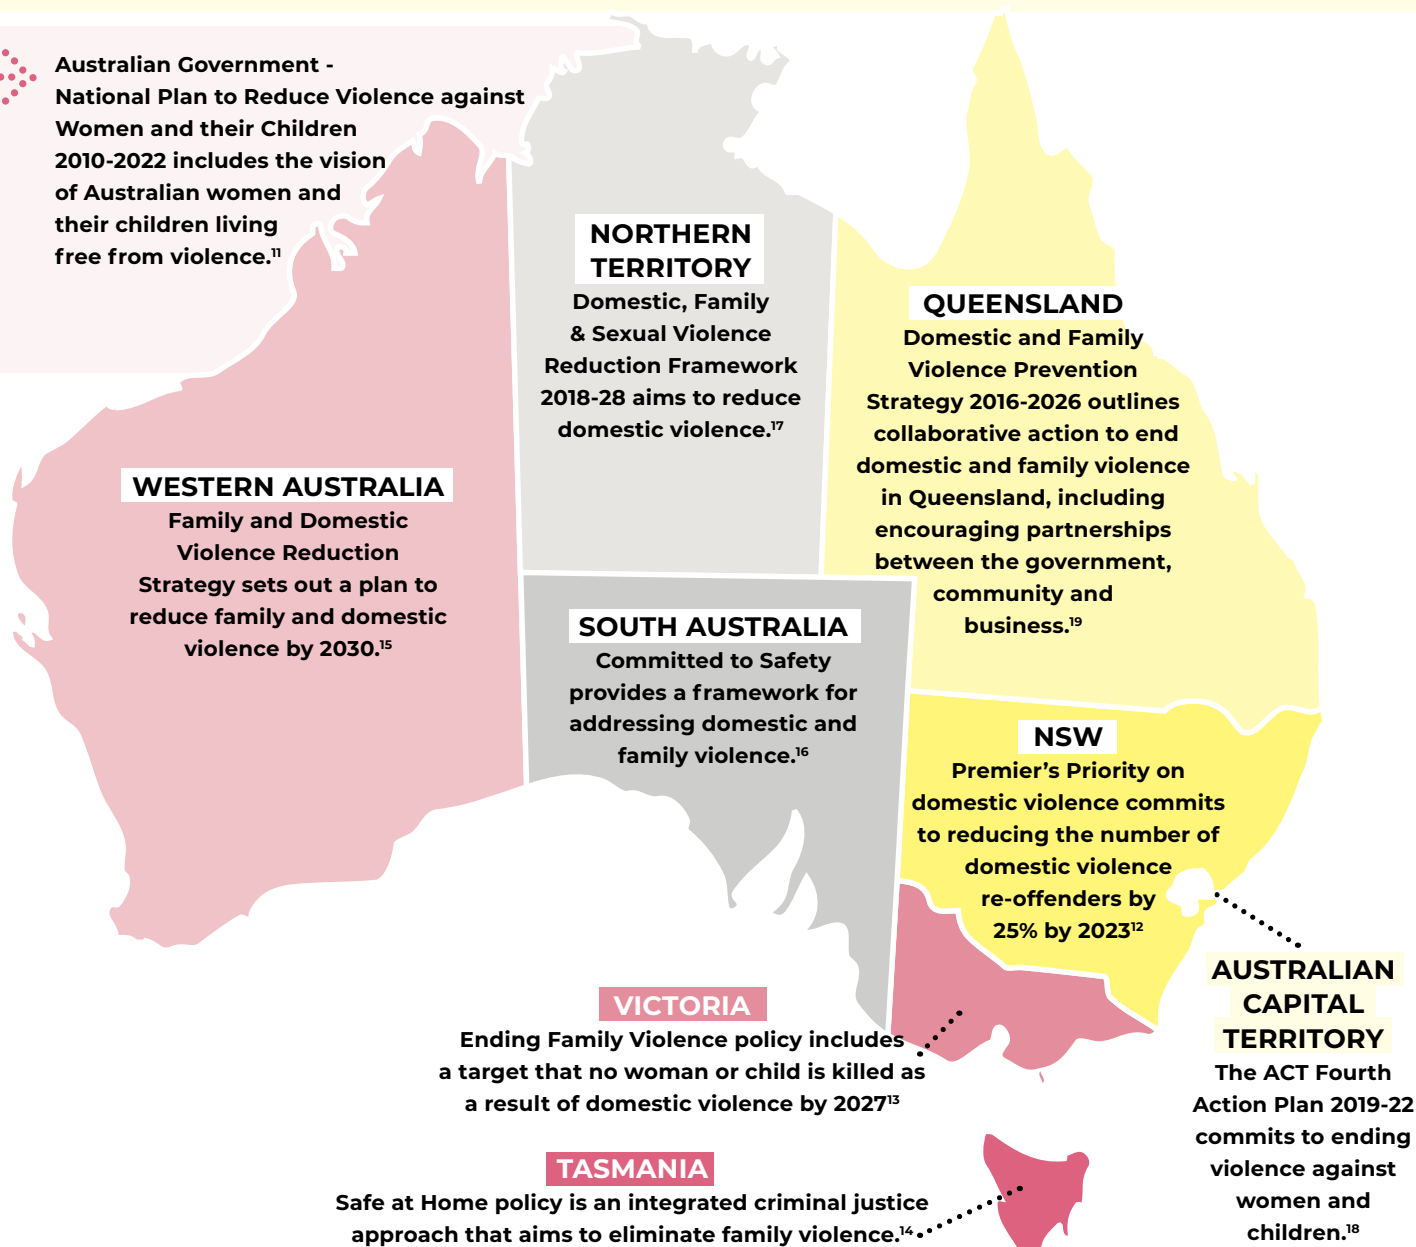 Australian Government -
National Plan to Reduce Violence against
Women and their Children
2010-2022 includes the vision
of Australian women and
their children living
free from violence.¹¹
NORTHERN
TERRITORY
Domestic, Family
& Sexual Violence
Reduction Framework
2018-28 aims to reduce
domestic violence.¹⁷
QUEENSLAND
Domestic and Family
Violence Prevention
Strategy 2016-2026 outlines
collaborative action to end
domestic and family violence
in Queensland, including
encouraging partnerships
between the government,
community and
business.¹⁹
WESTERN AUSTRALIA
Family and Domestic
Violence Reduction
Strategy sets out a plan to
reduce family and domestic
violence by 2030.¹⁵
SOUTH AUSTRALIA
Committed to Safety
provides a framework for
addressing domestic and
family violence.¹⁶
NSW
Premier’s Priority on
domestic violence commits
to reducing the number of
domestic violence
re-offenders by
25% by 2023¹²
AUSTRALIAN
CAPITAL
TERRITORY
The ACT Fourth
Action Plan 2019-22
commits to ending
violence against
women and
children.¹⁸
VICTORIA
Ending Family Violence policy includes
a target that no woman or child is killed as
a result of domestic violence by 2027¹³
TASMANIA
Safe at Home policy is an integrated criminal justice
approach that aims to eliminate family violence.¹⁴